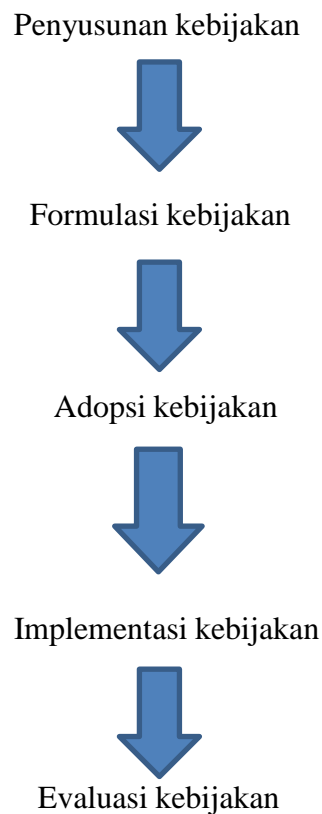 Penyusunan kebijakan
Formulasi kebijakan
Adopsi kebijakan
Implementasi kebijakan
Evaluasi kebijakan